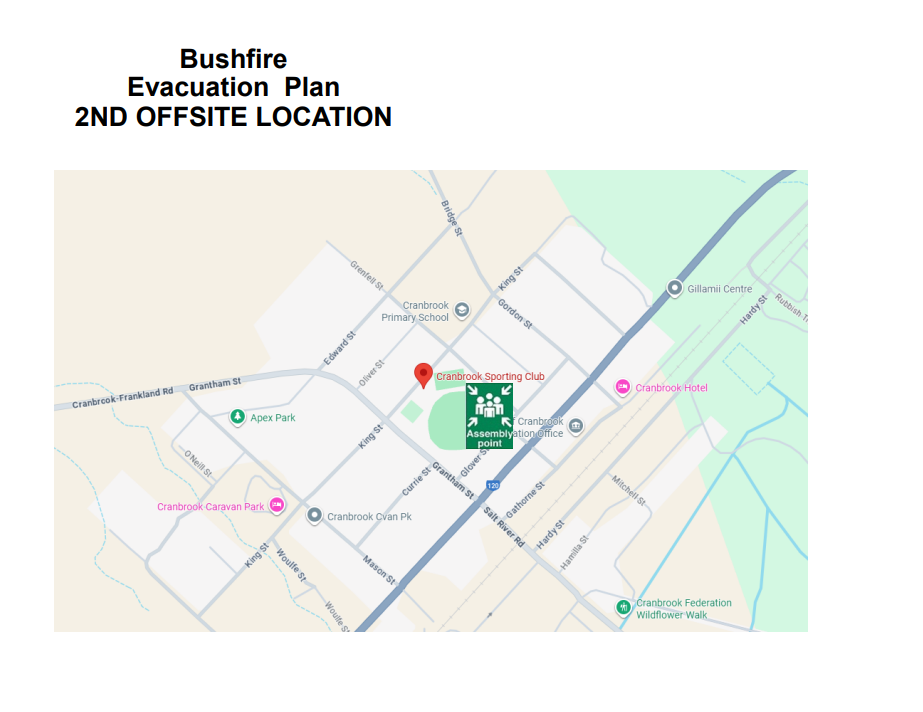 Bushfire
Evacuation Plan
2ND OFFSITE LOCATION
Bridge St
Grenfell St
King St
Gillamii Centre
Cranbrook
Primary School
Gordon St
Hardy St
Rubbish
Edward St
Oliver St
Cranbrook Sporting Club
Cranbrook-Frankland Rd
Grantham St
Cranbrook Hotel
Apex Park
Assembly
point
Cranbrook
ation Office
King St
O'Neill St
Currie St
Grantham St
Glover St
120
Gathorne St
Mitchell St
Cranbrook Caravan Park
Cranbrook Cvan Pk
Salt River Rd
Hardy St
Hamilla St
King St
Woulfe St
Mason St
Woulfe St
Cranbrook Federation
Wildflower Walk